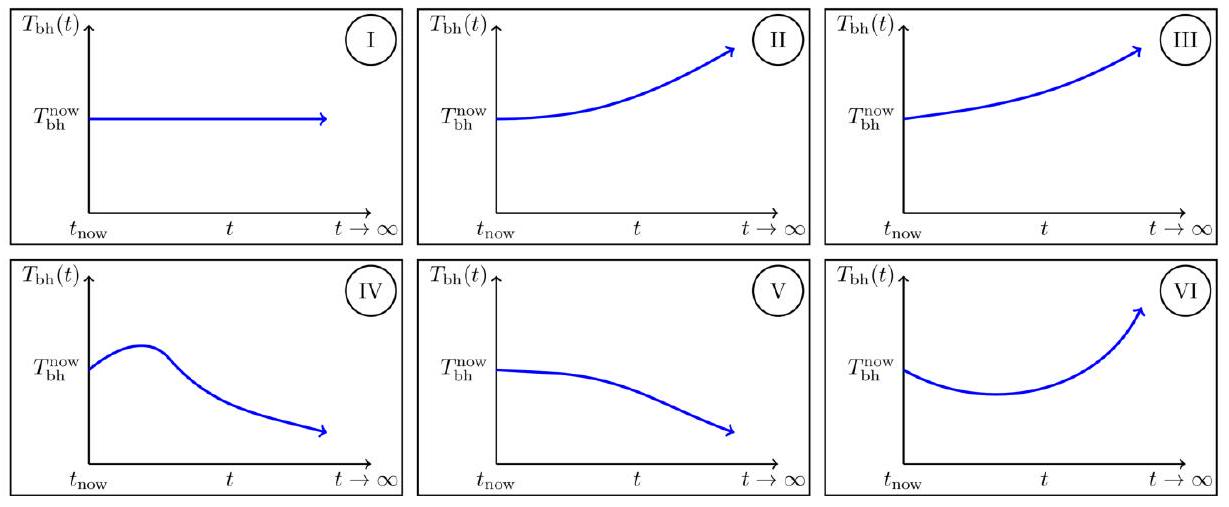 T_bh(t) I
T_bh^now
t_now t t → ∞
T_bh(t) II
T_bh^now
t_now t t → ∞
T_bh(t) III
T_bh^now
t_now t t → ∞
T_bh(t) IV
T_bh^now
t_now t t → ∞
T_bh(t) V
T_bh^now
t_now t t → ∞
T_bh(t) VI
T_bh^now
t_now t t → ∞